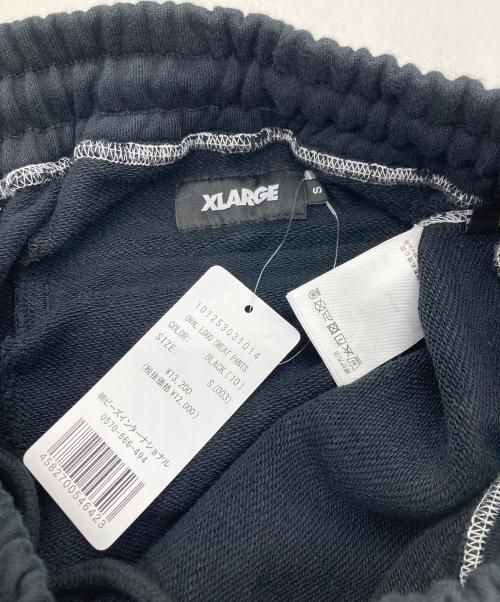 XLARGE
S
101253031014
OVAL LOGO SWEAT PANTS
COLOR:
BLACK(10)
SIZE:
S(003)
¥13,200
(税抜価格¥12,000)
㈱ビーズインターナショナル
0570-666-494
4582700546423